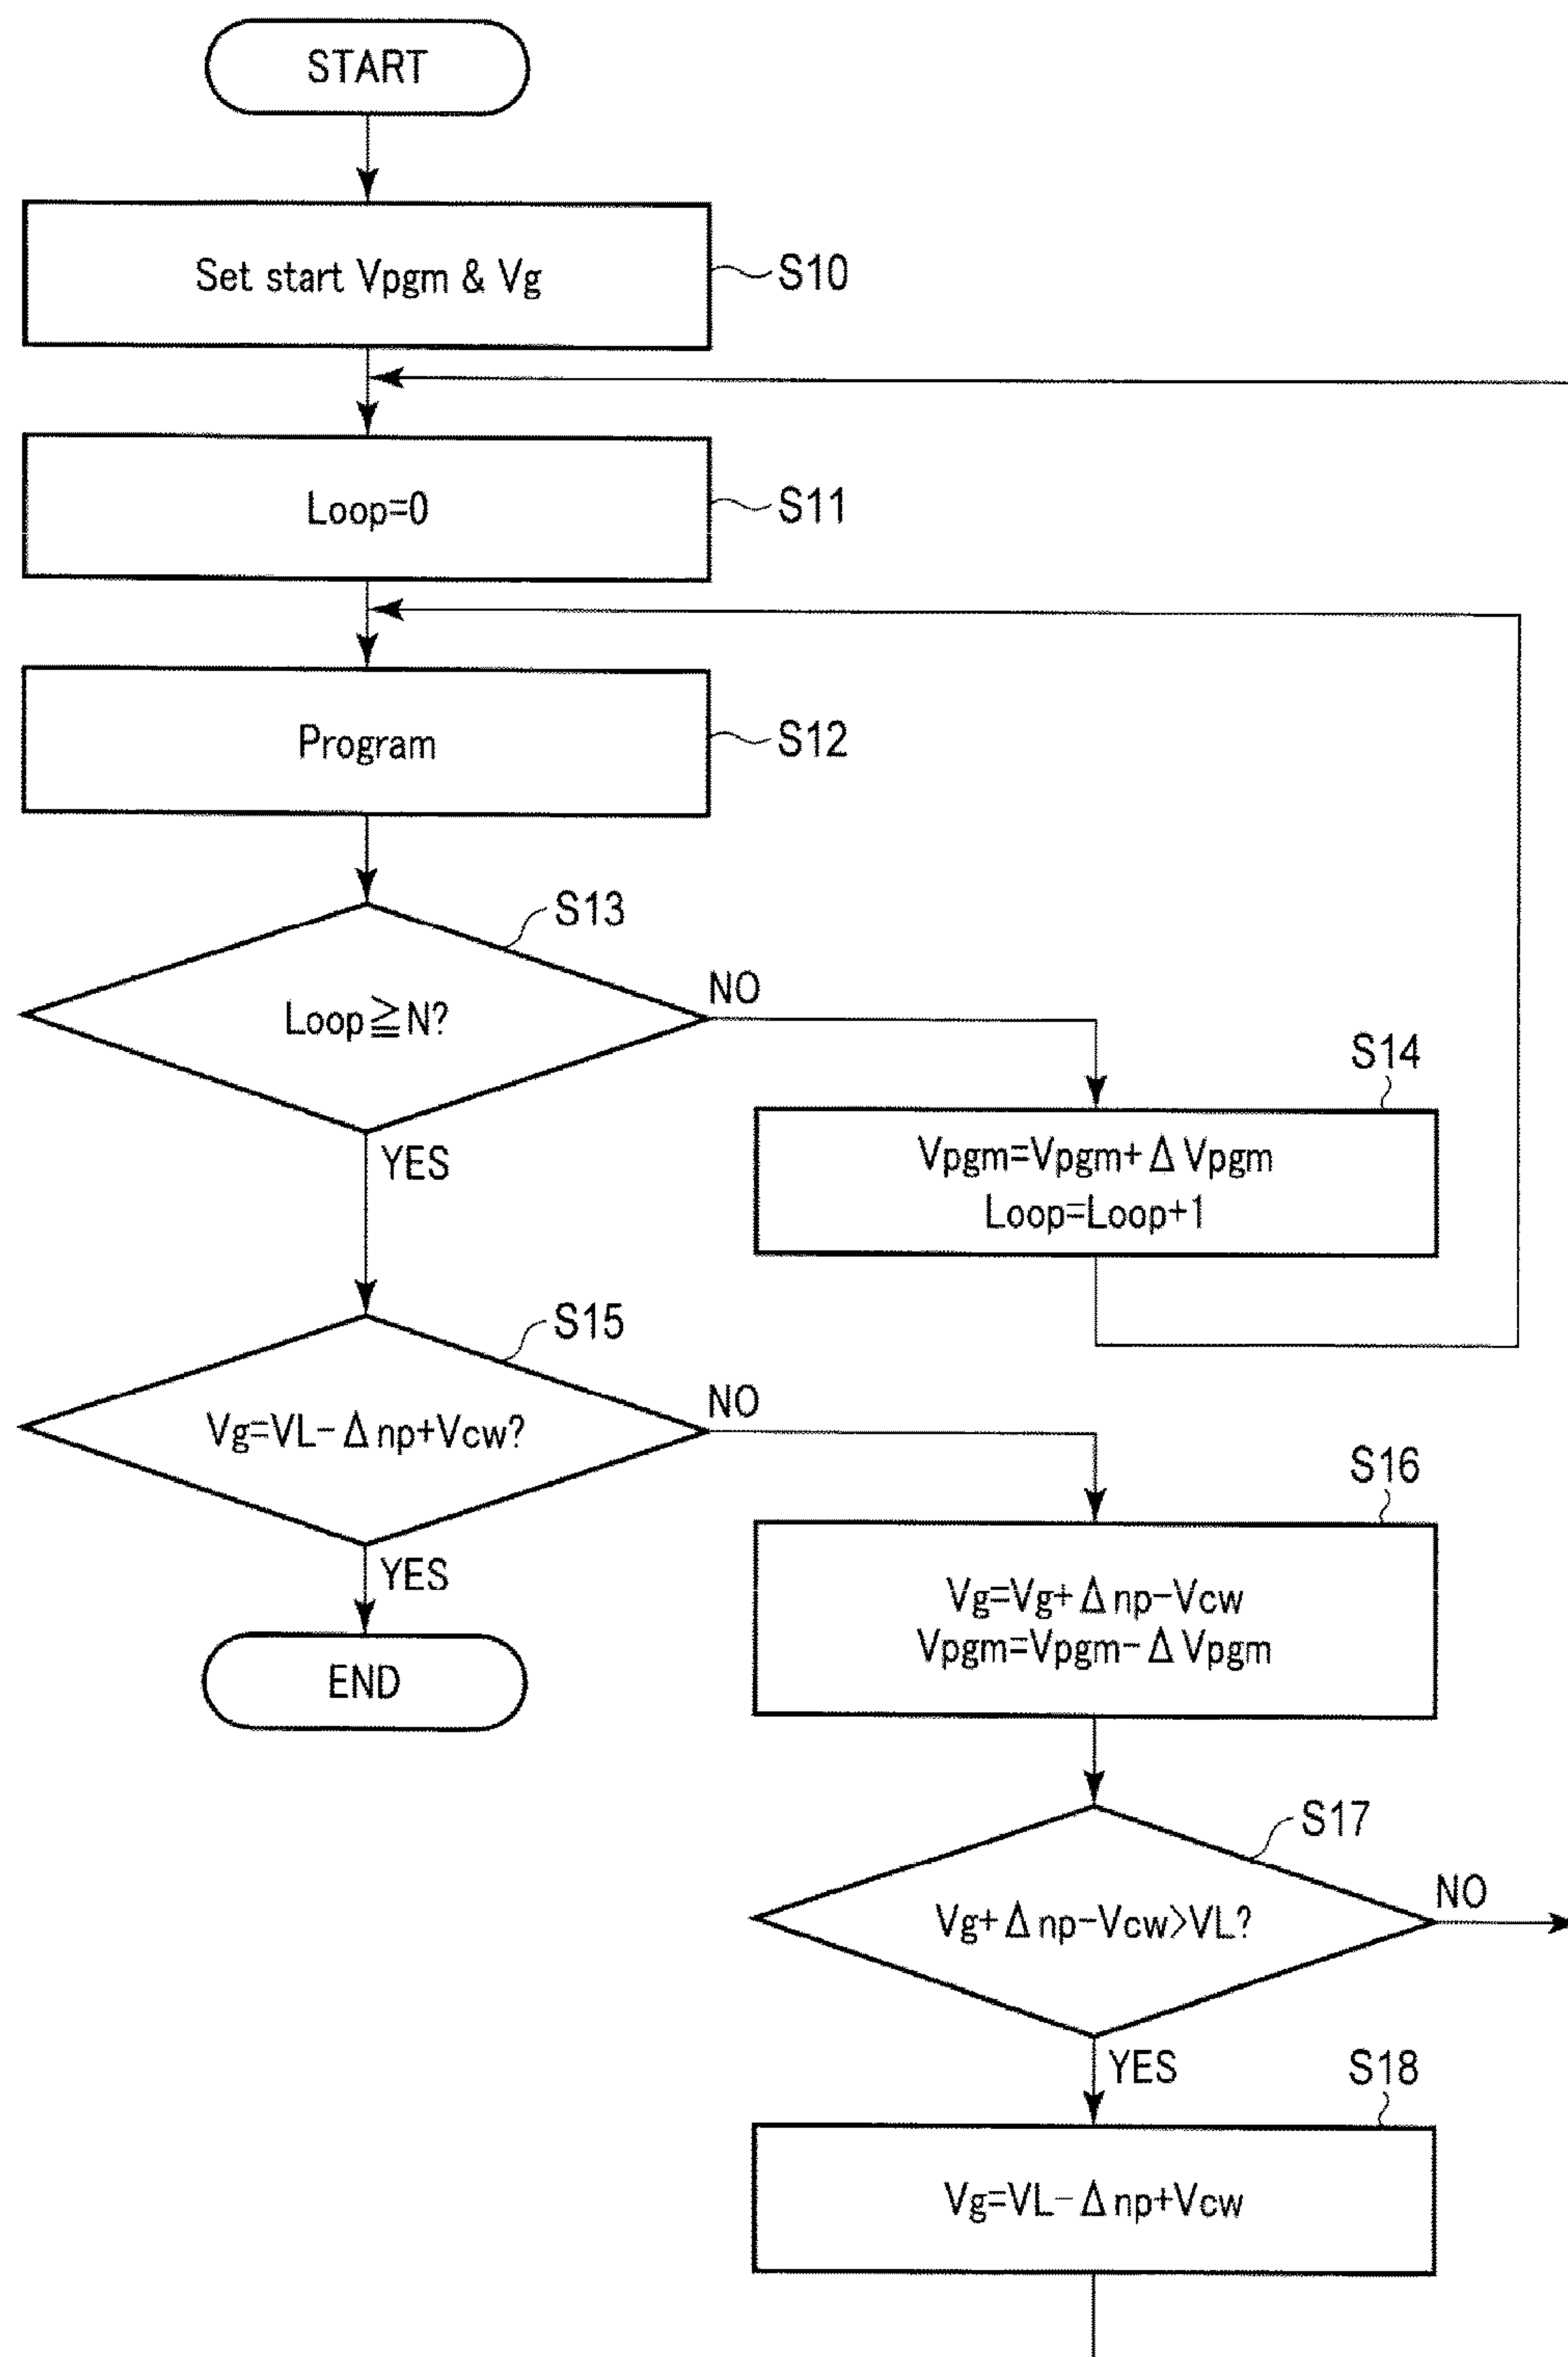 START
Set start Vpgm & Vg
S10
Loop=0
S11
Program
S12
S13
Loop≧N?
NO
YES
S14
Vpgm=Vpgm+ΔVpgm
Loop=Loop+1
S15
Vg=VL-Δnp+Vcw?
NO
YES
END
S16
Vg=Vg+Δnp-Vcw
Vpgm=Vpgm-ΔVpgm
S17
Vg+Δnp-Vcw>VL?
NO
YES
S18
Vg=VL-Δnp+Vcw